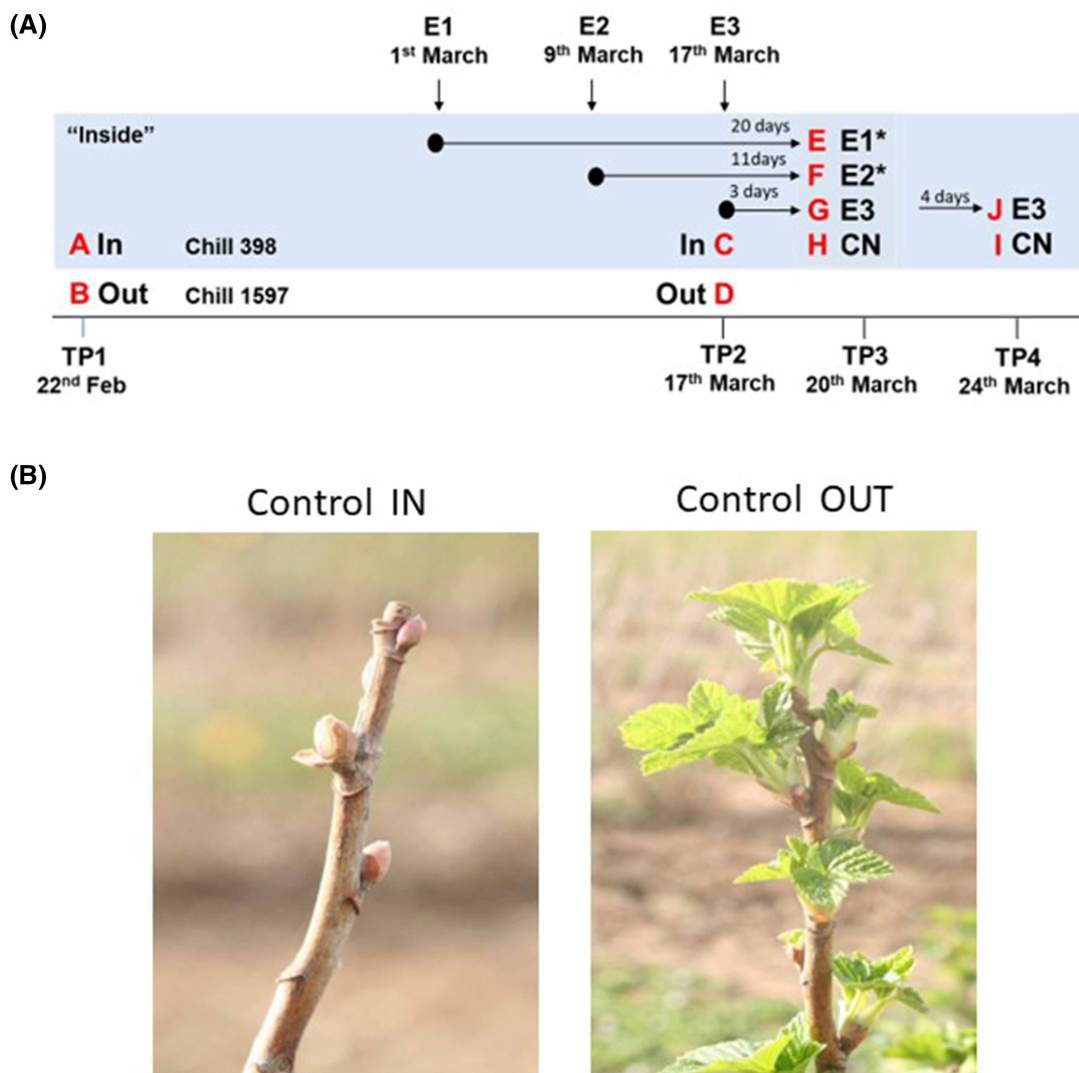 (A)
E1 E2 E3
1st March 9th March 17th March
"Inside"
20 days E E1*
11days F E2*
3 days G E3 4 days J E3
A In Chill 398 In C H CN I CN
B Out Chill 1597 Out D
TP1 TP2 TP3 TP4
22nd Feb 17th March 20th March 24th March
(B)
Control IN Control OUT